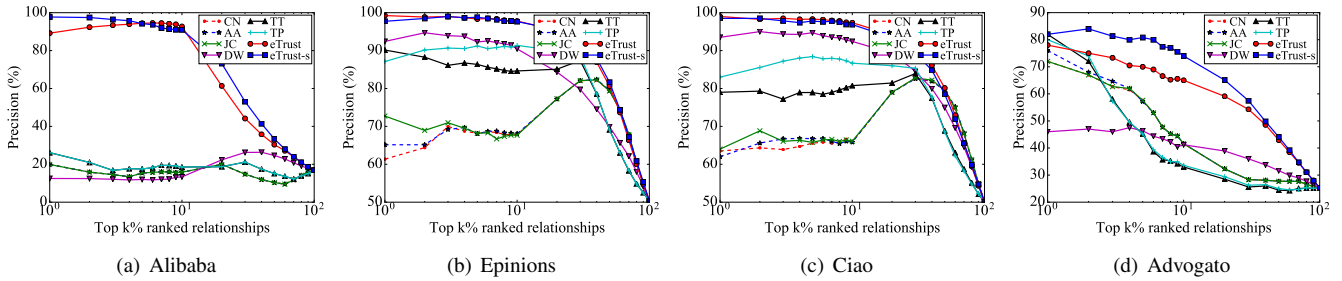 100
80
60
40
20
0
Precision (%)
10^0
10^1
10^2
Top k% ranked relationships
CN
AA
JC
DW
TT
TP
eTrust
eTrust-s
(a) Alibaba
100
90
80
70
60
50
Precision (%)
10^0
10^1
10^2
Top k% ranked relationships
CN
AA
JC
DW
TT
TP
eTrust
eTrust-s
(b) Epinions
100
90
80
70
60
50
Precision (%)
10^0
10^1
10^2
Top k% ranked relationships
CN
AA
JC
DW
TT
TP
eTrust
eTrust-s
(c) Ciao
90
80
70
60
50
40
30
20
Precision (%)
10^0
10^1
10^2
Top k% ranked relationships
CN
AA
JC
DW
TT
TP
eTrust
eTrust-s
(d) Advogato